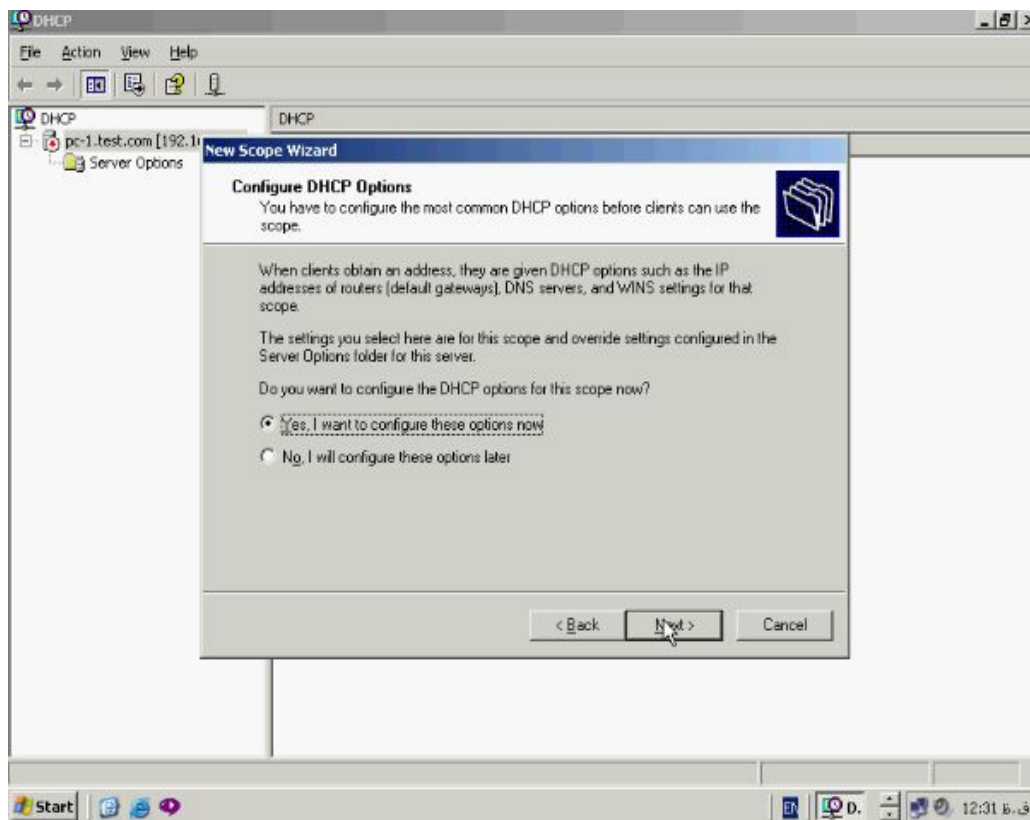 DHCP
File Action View Help
DHCP
DHCP
pc-1.test.com [192.1
Server Options
New Scope Wizard
Configure DHCP Options
You have to configure the most common DHCP options before clients can use the
scope.
When clients obtain an address, they are given DHCP options such as the IP
addresses of routers (default gateways), DNS servers, and WINS settings for that
scope.
The settings you select here are for this scope and override settings configured in the
Server Options folder for this server.
Do you want to configure the DHCP options for this scope now?
Yes, I want to configure these options now
No, I will configure these options later
< Back Next > Cancel
Start EN D. 12:31 ق.ظ